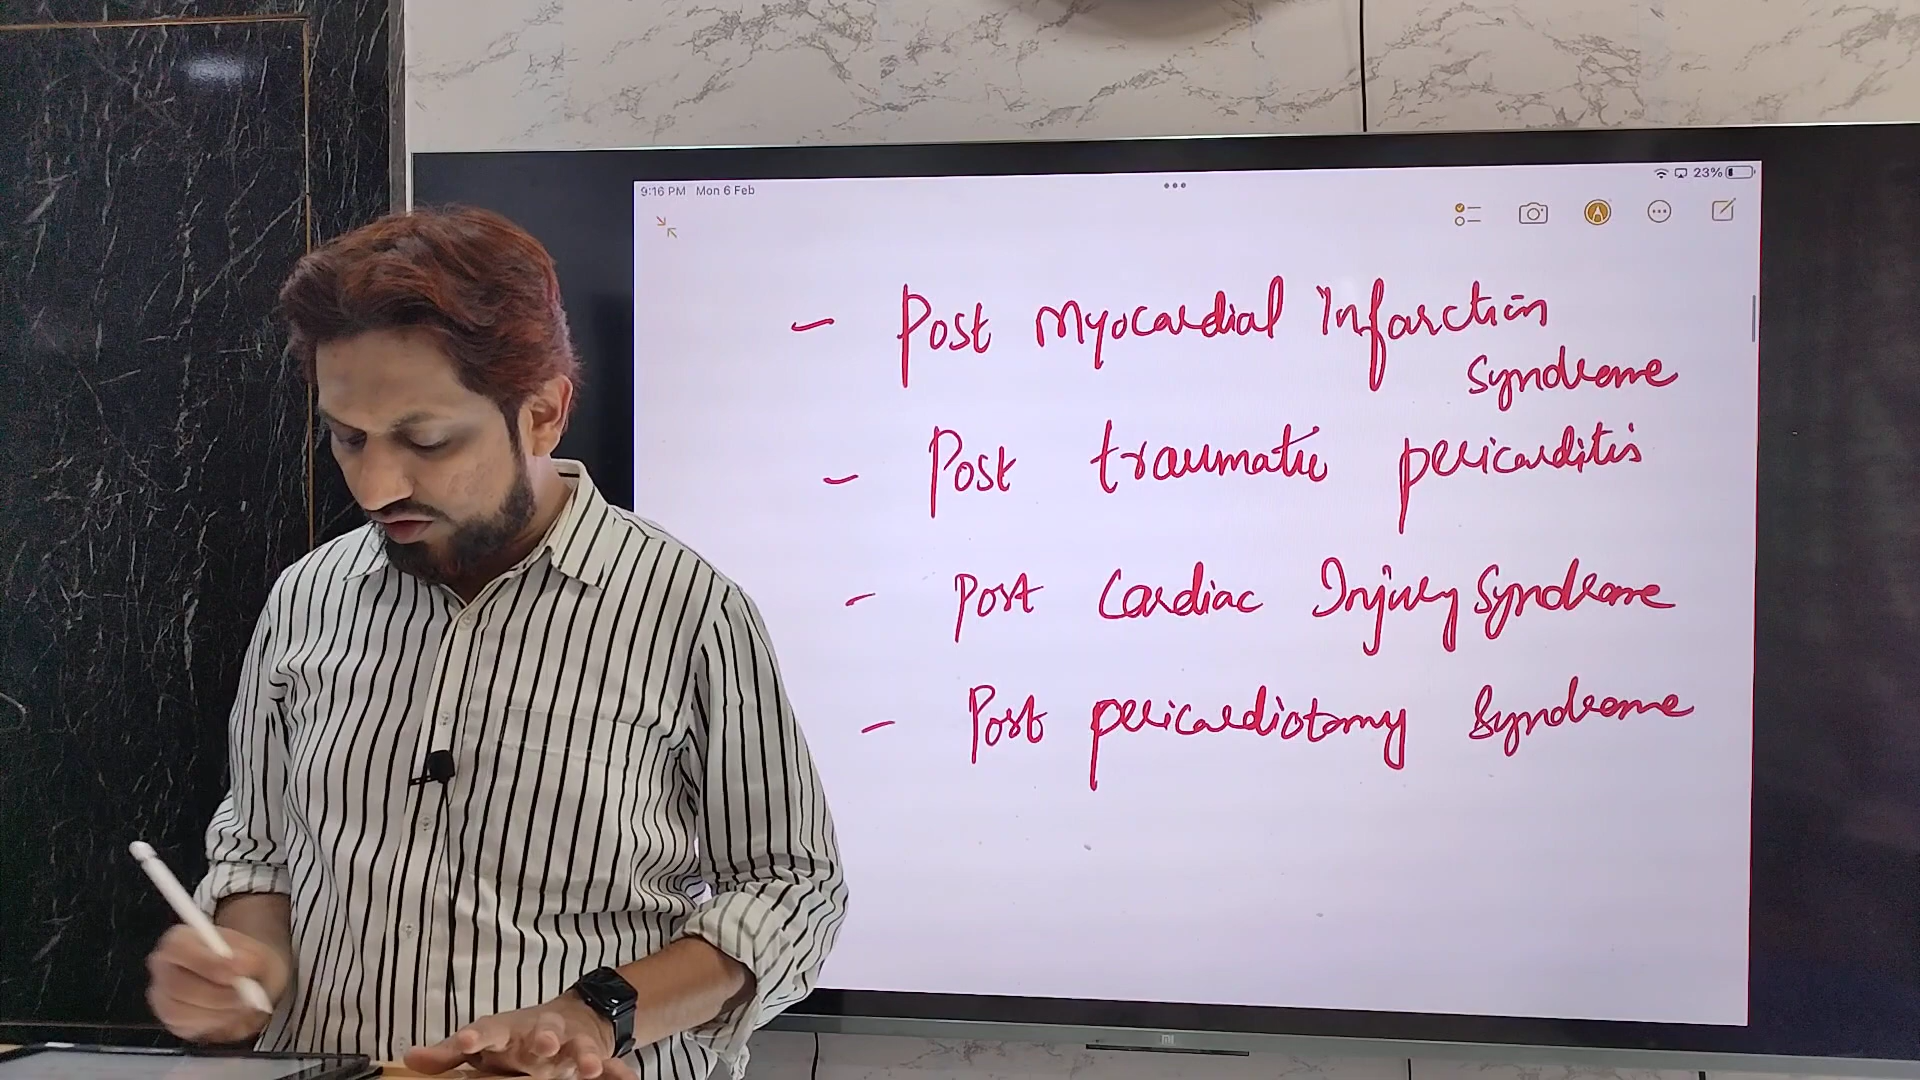 9:16 PM Mon 6 Feb
23%
- Post Myocardial Infarction
Syndrome
- Post traumatic pericarditis
- Post Cardiac Injury Syndrome
- Post pericardiotomy Syndrome
mi